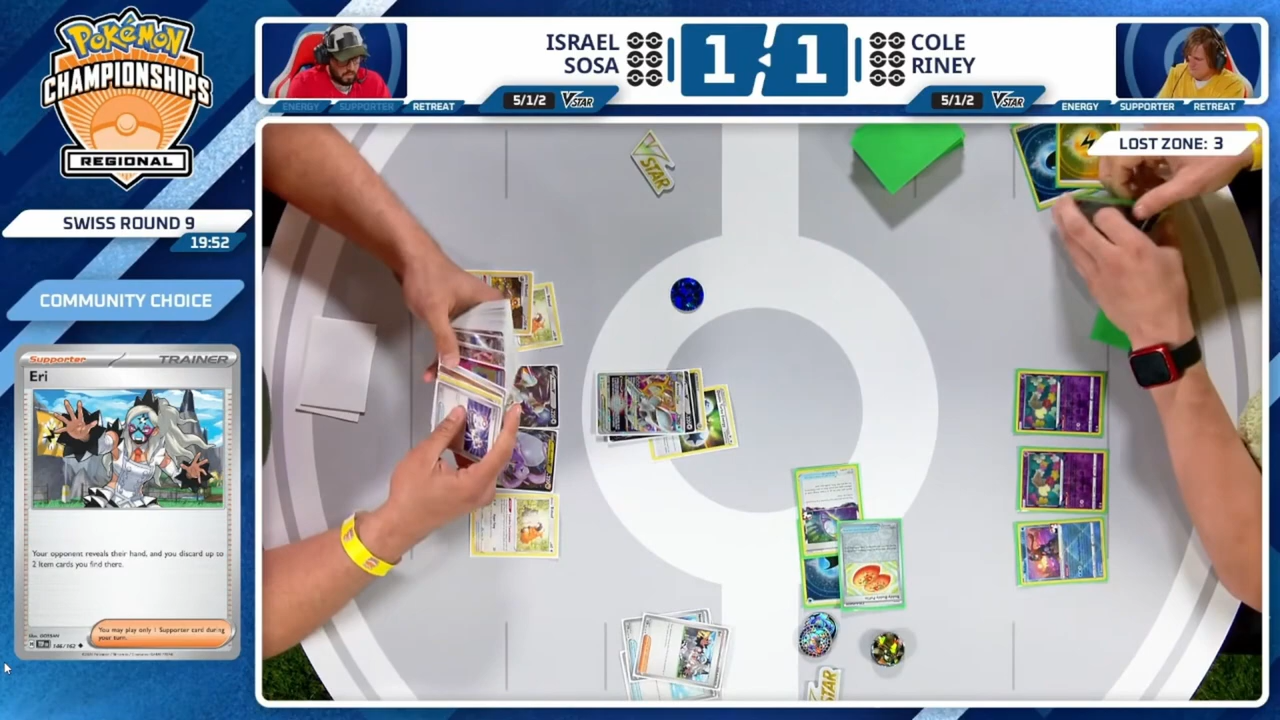 Pokémon
CHAMPIONSHIPS
REGIONAL
SWISS ROUND 9
19:52
COMMUNITY CHOICE
Supporter TRAINER
Eri
Your opponent reveals their hand, and you discard up to
2 Item cards you find there.
You may play only 1 Supporter card during
your turn.
ISRAEL
SOSA
1 1
COLE
RINEY
ENERGY SUPPORTER RETREAT
5/1/2 VSTAR
5/1/2 VSTAR
ENERGY SUPPORTER RETREAT
LOST ZONE: 3
VSTAR
STAR